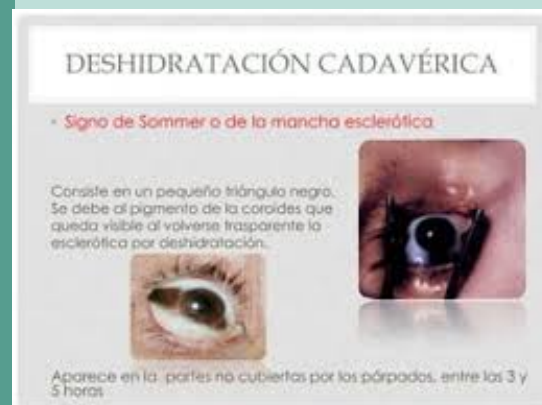 DESHIDRATACIÓN CADAVÉRICA
• Signo de Sommer o de la mancha esclerótica
Consiste en un pequeño triángulo negro.
Se debe al pigmento de la coroides que
queda visible al volverse trasparente la
esclerótica por deshidratación.
Aparece en la partes no cubiertas por los párpados, entre las 3 y
5 horas